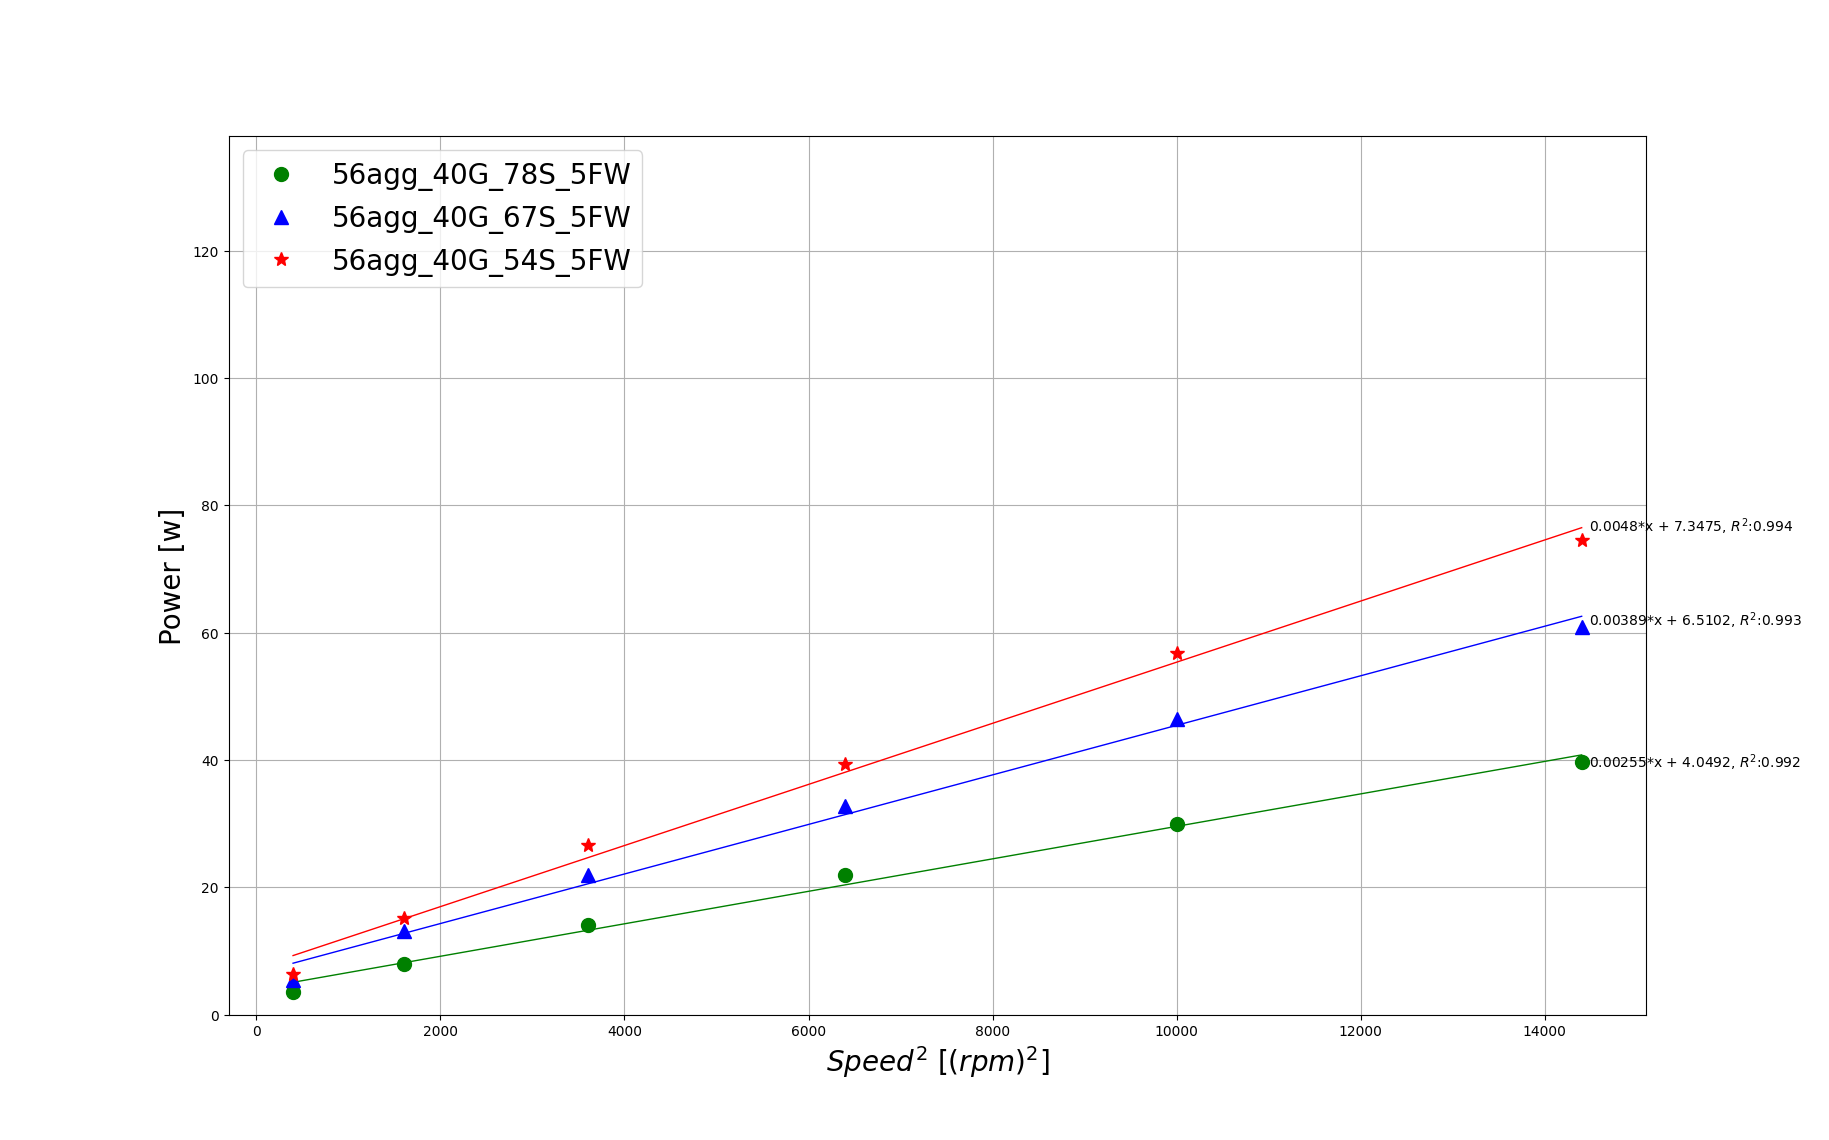 56agg_40G_78S_5FW
56agg_40G_67S_5FW
56agg_40G_54S_5FW
120
100
80
60
40
20
0
Power [w]
0.0048*x + 7.3475, R²:0.994
0.00389*x + 6.5102, R²:0.993
0.00255*x + 4.0492, R²:0.992
0 2000 4000 6000 8000 10000 12000 14000
Speed² [(rpm)²]